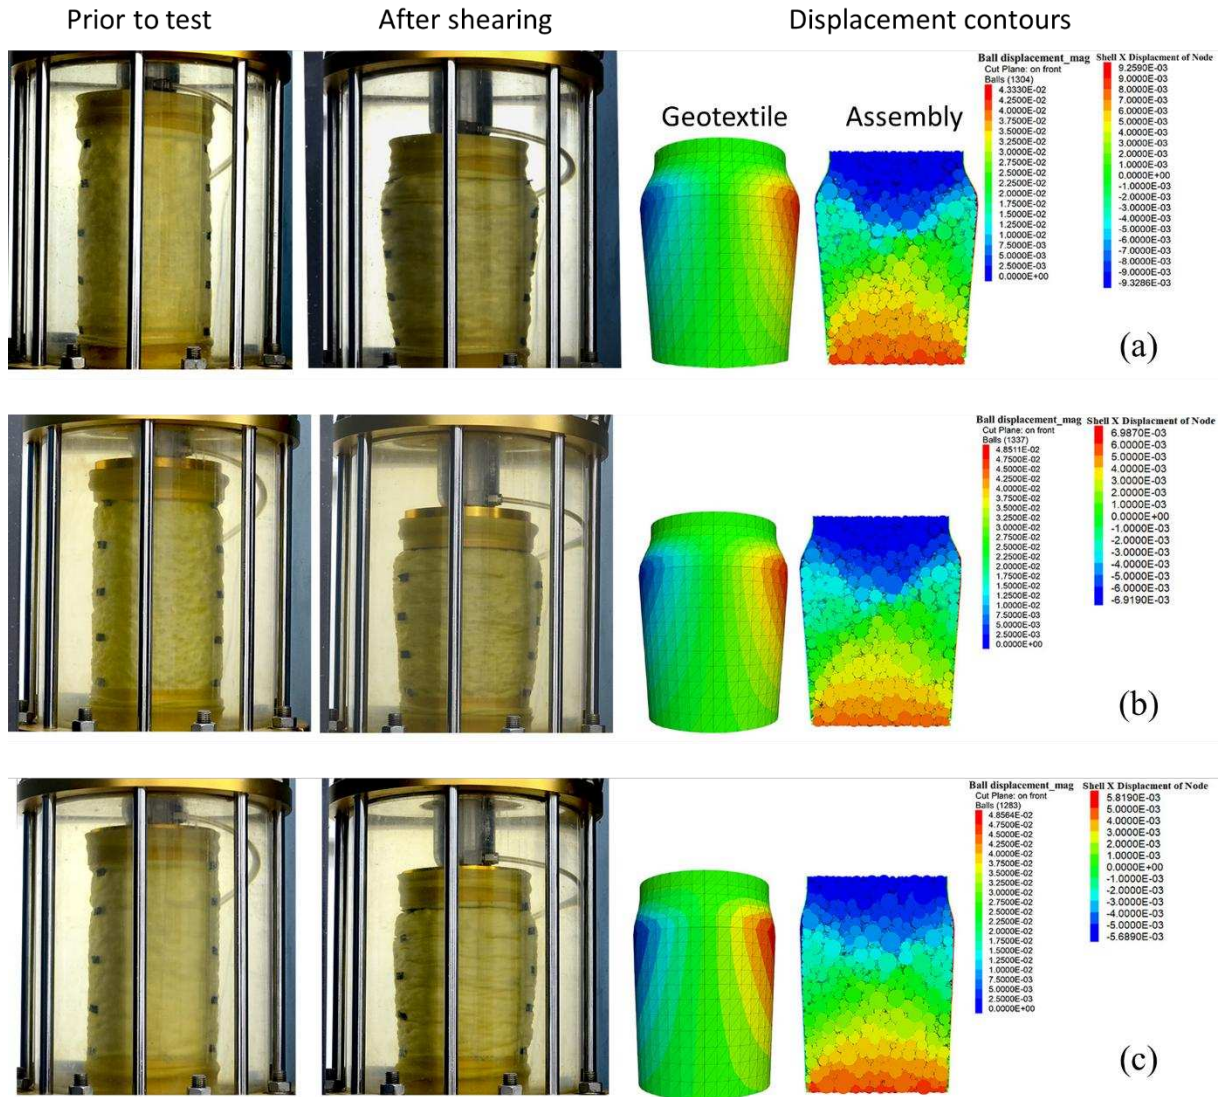 Prior to test
After shearing
Displacement contours
Geotextile
Assembly
Ball displacement_mag
Cut Plane: on front
Balls (1304)
4.3330E-02
4.2500E-02
4.0000E-02
3.7500E-02
3.5000E-02
3.2500E-02
3.0000E-02
2.7500E-02
2.5000E-02
2.2500E-02
2.0000E-02
1.7500E-02
1.5000E-02
1.2500E-02
1.0000E-02
7.5000E-03
5.0000E-03
2.5000E-03
0.0000E+00
Shell X Displacment of Node
9.2590E-03
9.0000E-03
8.0000E-03
7.0000E-03
6.0000E-03
5.0000E-03
4.0000E-03
3.0000E-03
2.0000E-03
1.0000E-03
0.0000E+00
-1.0000E-03
-2.0000E-03
-3.0000E-03
-4.0000E-03
-5.0000E-03
-6.0000E-03
-7.0000E-03
-8.0000E-03
-9.0000E-03
-9.3286E-03
(a)
Ball displacement_mag
Cut Plane: on front
Balls (1337)
4.8511E-02
4.7500E-02
4.5000E-02
4.2500E-02
4.0000E-02
3.7500E-02
3.5000E-02
3.2500E-02
3.0000E-02
2.7500E-02
2.5000E-02
2.2500E-02
2.0000E-02
1.7500E-02
1.5000E-02
1.2500E-02
1.0000E-02
7.5000E-03
5.0000E-03
2.5000E-03
0.0000E+00
Shell X Displacment of Node
6.9870E-03
6.0000E-03
5.0000E-03
4.0000E-03
3.0000E-03
2.0000E-03
1.0000E-03
0.0000E+00
-1.0000E-03
-2.0000E-03
-3.0000E-03
-4.0000E-03
-5.0000E-03
-6.0000E-03
-6.9190E-03
(b)
Ball displacement_mag
Cut Plane: on front
Balls (1283)
4.8564E-02
4.7500E-02
4.5000E-02
4.2500E-02
4.0000E-02
3.7500E-02
3.5000E-02
3.2500E-02
3.0000E-02
2.7500E-02
2.5000E-02
2.2500E-02
2.0000E-02
1.7500E-02
1.5000E-02
1.2500E-02
1.0000E-02
7.5000E-03
5.0000E-03
2.5000E-03
0.0000E+00
Shell X Displacment of Node
5.8190E-03
5.0000E-03
4.0000E-03
3.0000E-03
2.0000E-03
1.0000E-03
0.0000E+00
-1.0000E-03
-2.0000E-03
-3.0000E-03
-4.0000E-03
-5.0000E-03
-5.6890E-03
(c)